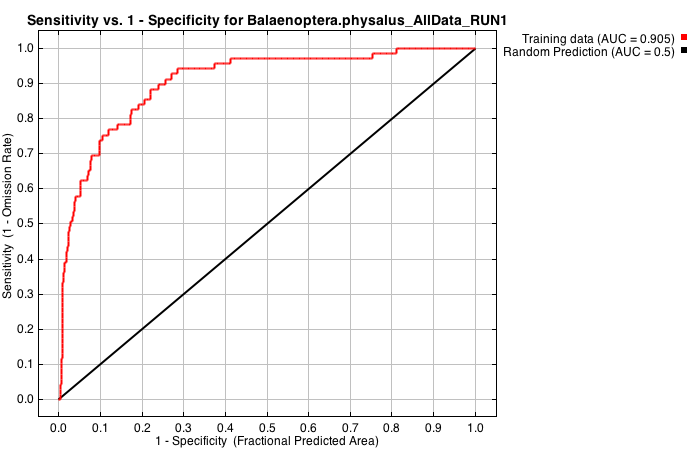 Sensitivity vs. 1 - Specificity for Balaenoptera.physalus_AllData_RUN1
Training data (AUC = 0.905)
Random Prediction (AUC = 0.5)
Sensitivity (1 - Omission Rate)
1.0
0.9
0.8
0.7
0.6
0.5
0.4
0.3
0.2
0.1
0.0
0.0 0.1 0.2 0.3 0.4 0.5 0.6 0.7 0.8 0.9 1.0
1 - Specificity (Fractional Predicted Area)